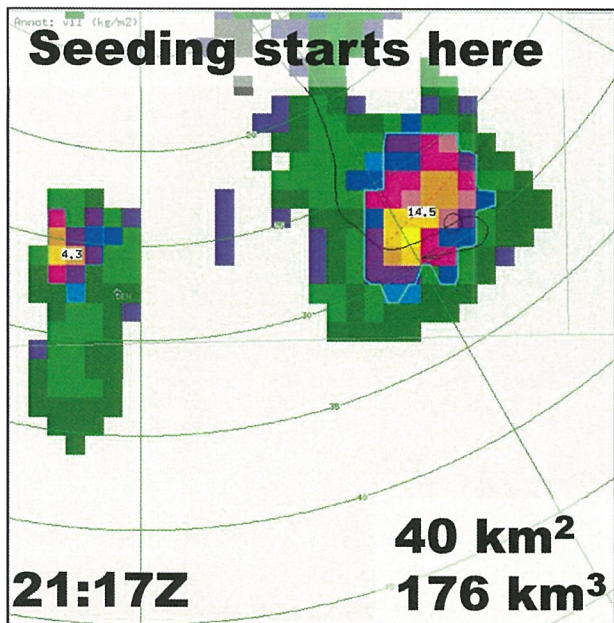 Annot: vil (kg/m2)
Seeding starts here
14.5
4.3
30
35
40
40 km²
21:17Z
176 km³